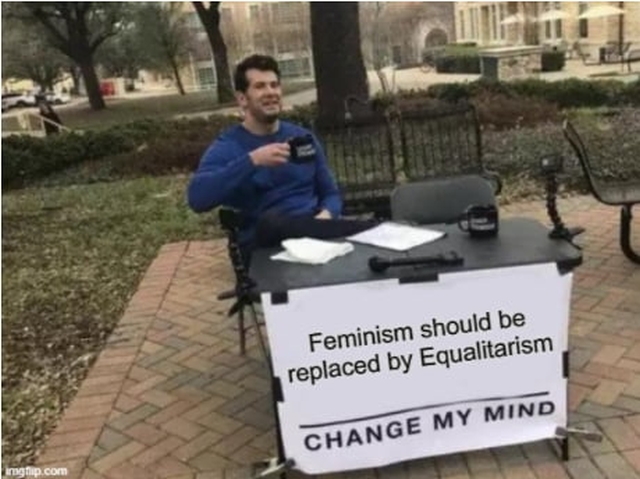 Feminism should be
replaced by Equalitarism
CHANGE MY MIND
imgflip.com